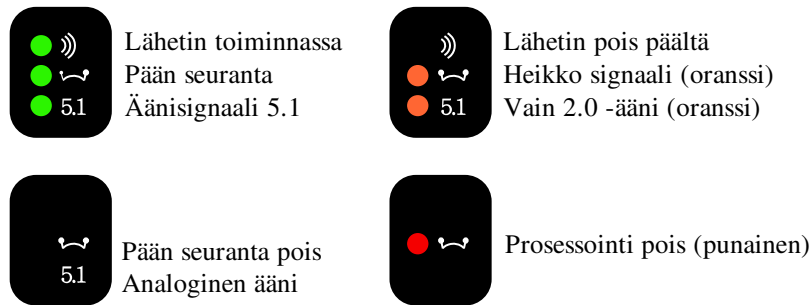 Lähetin toiminnassa
Pään seuranta
5.1 Äänisignaali 5.1
Lähetin pois päältä
Heikko signaali (oranssi)
5.1 Vain 2.0 -ääni (oranssi)
Pään seuranta pois
5.1 Analoginen ääni
Prosessointi pois (punainen)